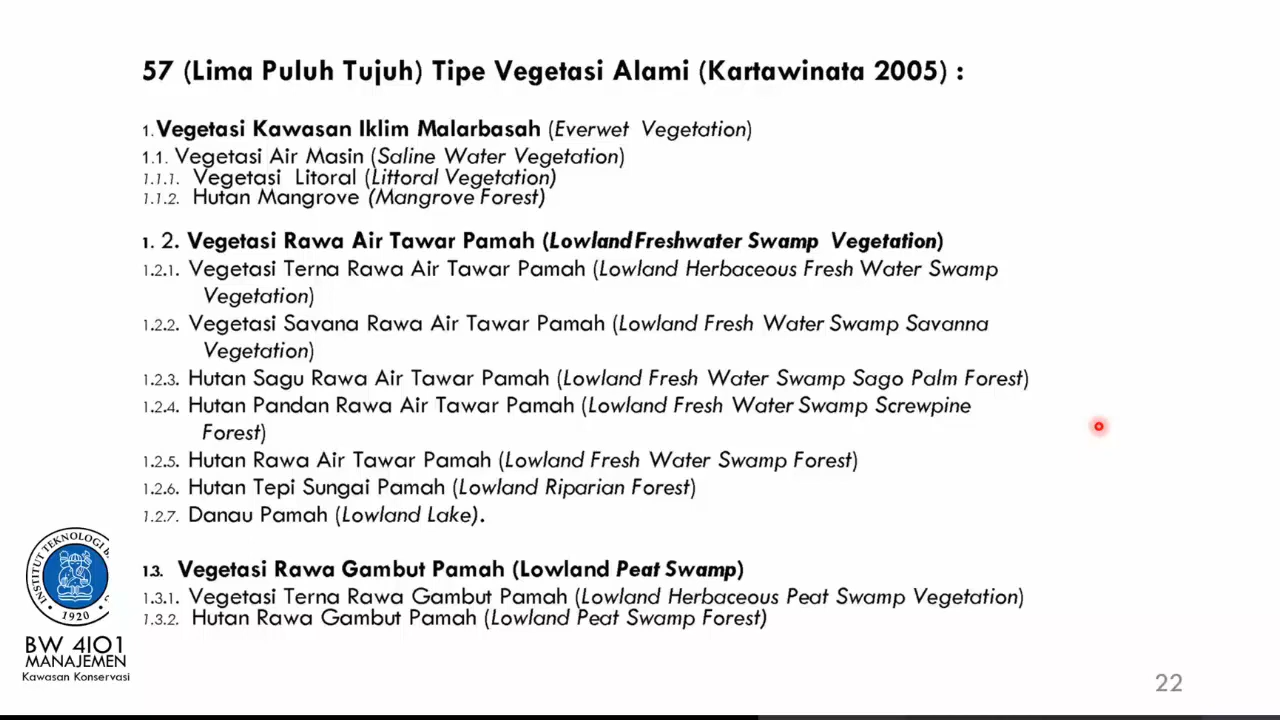 57 (Lima Puluh Tujuh) Tipe Vegetasi Alami (Kartawinata 2005) :
1. Vegetasi Kawasan Iklim Malarbasah (Everwet Vegetation)
1.1. Vegetasi Air Masin (Saline Water Vegetation)
1.1.1. Vegetasi Litoral (Littoral Vegetation)
1.1.2. Hutan Mangrove (Mangrove Forest)
1. 2. Vegetasi Rawa Air Tawar Pamah (Lowland Freshwater Swamp Vegetation)
1.2.1. Vegetasi Terna Rawa Air Tawar Pamah (Lowland Herbaceous Fresh Water Swamp
Vegetation)
1.2.2. Vegetasi Savana Rawa Air Tawar Pamah (Lowland Fresh Water Swamp Savanna
Vegetation)
1.2.3. Hutan Sagu Rawa Air Tawar Pamah (Lowland Fresh Water Swamp Sago Palm Forest)
1.2.4. Hutan Pandan Rawa Air Tawar Pamah (Lowland Fresh Water Swamp Screwpine
Forest)
1.2.5. Hutan Rawa Air Tawar Pamah (Lowland Fresh Water Swamp Forest)
1.2.6. Hutan Tepi Sungai Pamah (Lowland Riparian Forest)
1.2.7. Danau Pamah (Lowland Lake).
1.3. Vegetasi Rawa Gambut Pamah (Lowland Peat Swamp)
1.3.1. Vegetasi Terna Rawa Gambut Pamah (Lowland Herbaceous Peat Swamp Vegetation)
1.3.2. Hutan Rawa Gambut Pamah (Lowland Peat Swamp Forest)
INSTITUT TEKNOLOGI
1920
BW 4101
MANAJEMEN
Kawasan Konservasi
22